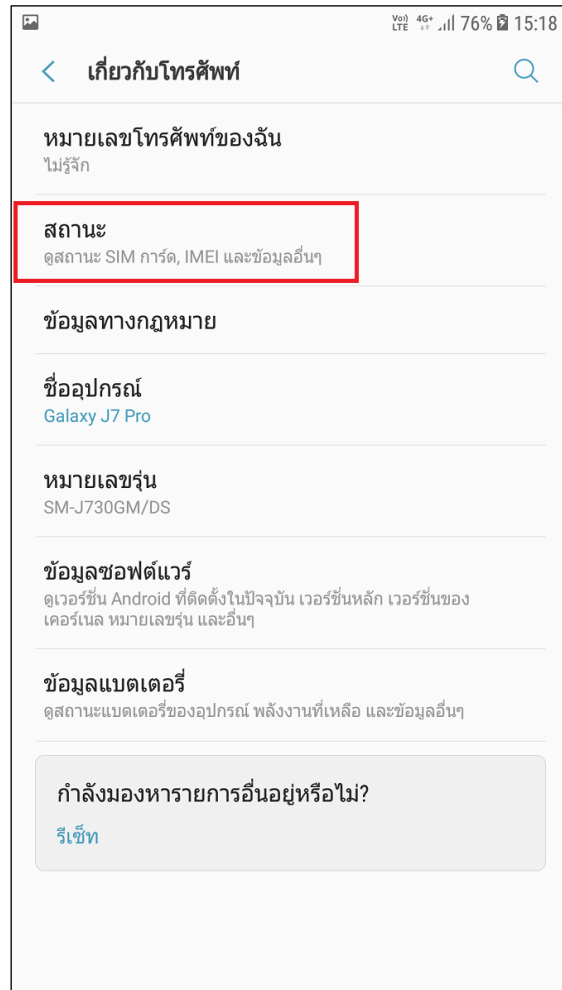 Vo)) LTE 4G+ 76% 15:18
เกี่ยวกับโทรศัพท์
หมายเลขโทรศัพท์ของฉัน
ไม่รู้จัก
สถานะ
ดูสถานะ SIM การ์ด, IMEI และข้อมูลอื่นๆ
ข้อมูลทางกฎหมาย
ชื่ออุปกรณ์
Galaxy J7 Pro
หมายเลขรุ่น
SM-J730GM/DS
ข้อมูลซอฟต์แวร์
ดูเวอร์ชั่น Android ที่ติดตั้งในปัจจุบัน เวอร์ชั่นหลัก เวอร์ชั่นของ
เคอร์เนล หมายเลขรุ่น และอื่นๆ
ข้อมูลแบตเตอรี่
ดูสถานะแบตเตอรี่ของอุปกรณ์ พลังงานที่เหลือ และข้อมูลอื่นๆ
กำลังมองหารายการอื่นอยู่หรือไม่?
รีเซ็ท